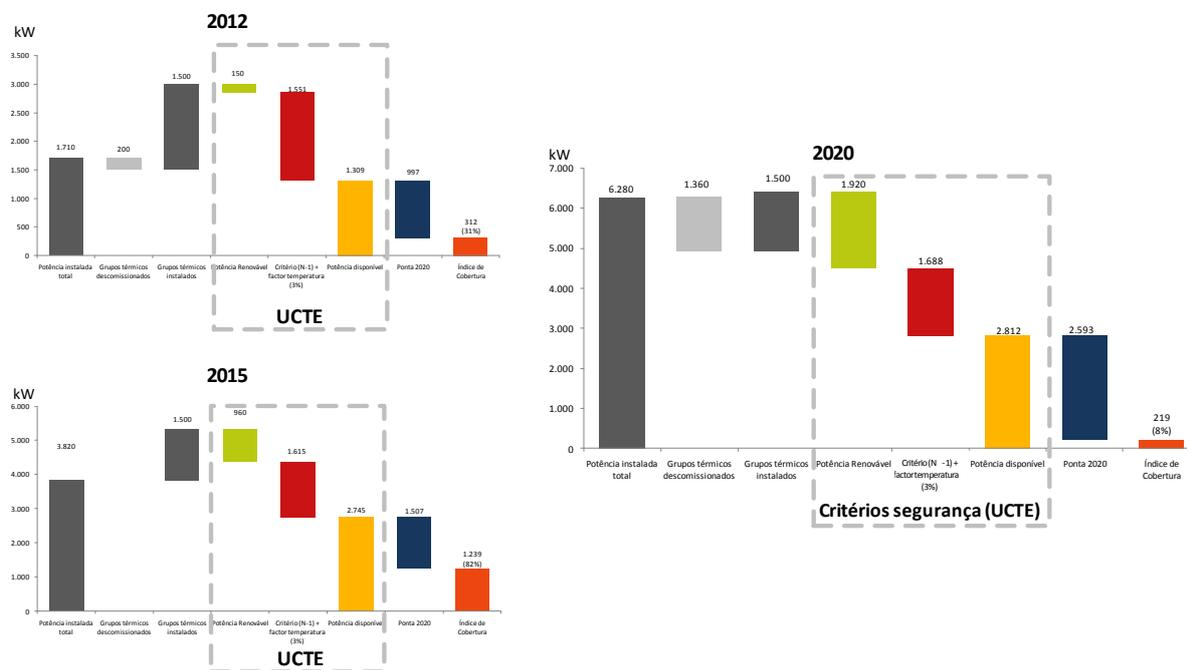 2012
kW
3.500
3.000
2.500
2.000
1.500
1.000
500
0
1.710
200
1.500
150
1.551
1.309
997
312
(31%)
Potência instalada
total
Grupos térmicos
descomissionados
Grupos térmicos
instalados
Potência Renovável
Critério (N-1) +
factor temperatura
(3%)
Potência disponível
Ponta 2020
Índice de
Cobertura
UCTE
2015
kW
6.000
5.000
4.000
3.000
2.000
1.000
0
3.820
1.500
960
1.615
2.745
1.507
1.239
(82%)
Potência instalada
total
Grupos térmicos
descomissionados
Grupos térmicos
instalados
Potência Renovável
Critério (N-1) +
factor temperatura
(3%)
Potência disponível
Ponta 2020
Índice de
Cobertura
UCTE
2020
kW
7.000
6.000
5.000
4.000
3.000
2.000
1.000
0
6.280
1.360
1.500
1.920
1.688
2.812
2.593
219
(8%)
Potência instalada
total
Grupos térmicos
descomissionados
Grupos térmicos
instalados
Potência Renovável
Critério (N -1) +
factor temperatura
(3%)
Potência disponível
Ponta 2020
Índice de
Cobertura
Critérios segurança (UCTE)